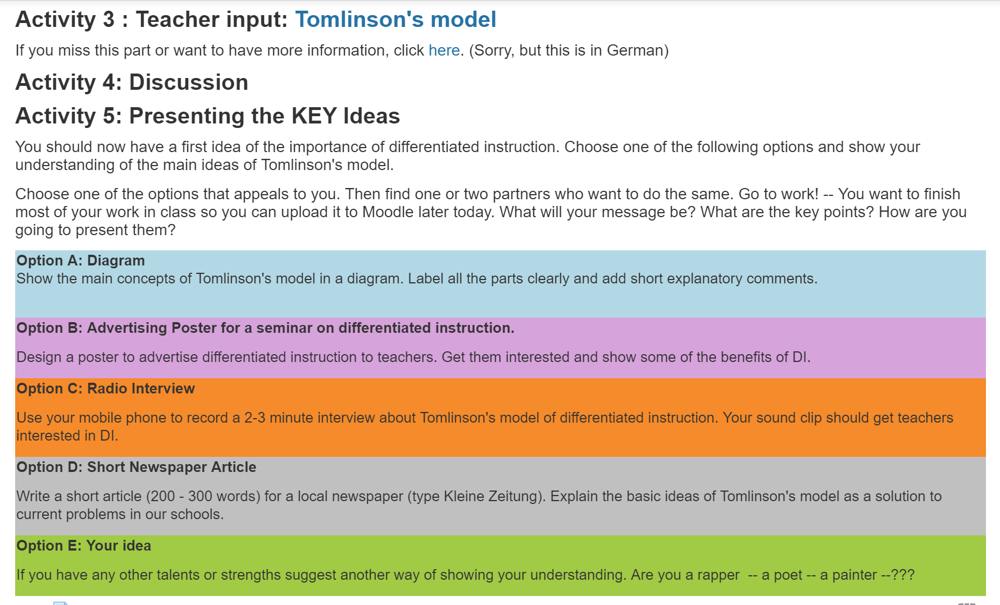 Activity 3 : Teacher input: Tomlinson's model
If you miss this part or want to have more information, click here. (Sorry, but this is in German)
Activity 4: Discussion
Activity 5: Presenting the KEY Ideas
You should now have a first idea of the importance of differentiated instruction. Choose one of the following options and show your
understanding of the main ideas of Tomlinson's model.
Choose one of the options that appeals to you. Then find one or two partners who want to do the same. Go to work! -- You want to finish
most of your work in class so you can upload it to Moodle later today. What will your message be? What are the key points? How are you
going to present them?
Option A: Diagram
Show the main concepts of Tomlinson's model in a diagram. Label all the parts clearly and add short explanatory comments.
Option B: Advertising Poster for a seminar on differentiated instruction.
Design a poster to advertise differentiated instruction to teachers. Get them interested and show some of the benefits of DI.
Option C: Radio Interview
Use your mobile phone to record a 2-3 minute interview about Tomlinson's model of differentiated instruction. Your sound clip should get teachers
interested in DI.
Option D: Short Newspaper Article
Write a short article (200 - 300 words) for a local newspaper (type Kleine Zeitung). Explain the basic ideas of Tomlinson's model as a solution to
current problems in our schools.
Option E: Your idea
If you have any other talents or strengths suggest another way of showing your understanding. Are you a rapper -- a poet -- a painter --???